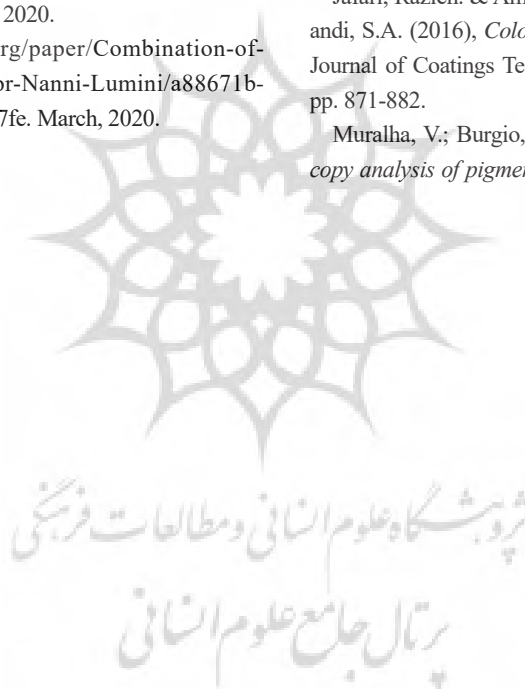 2020.
rg/paper/Combination-of-
or-Nanni-Lumini/a88671b-
7fe. March, 2020.
andi, S.A. (2016), Colo
Journal of Coatings Te
pp. 871-882.
Muralha, V.; Burgio,
copy analysis of pigmen
پژوهشگاه علوم انسانی و مطالعات فرهنگی
پرتال جامع علوم انسانی